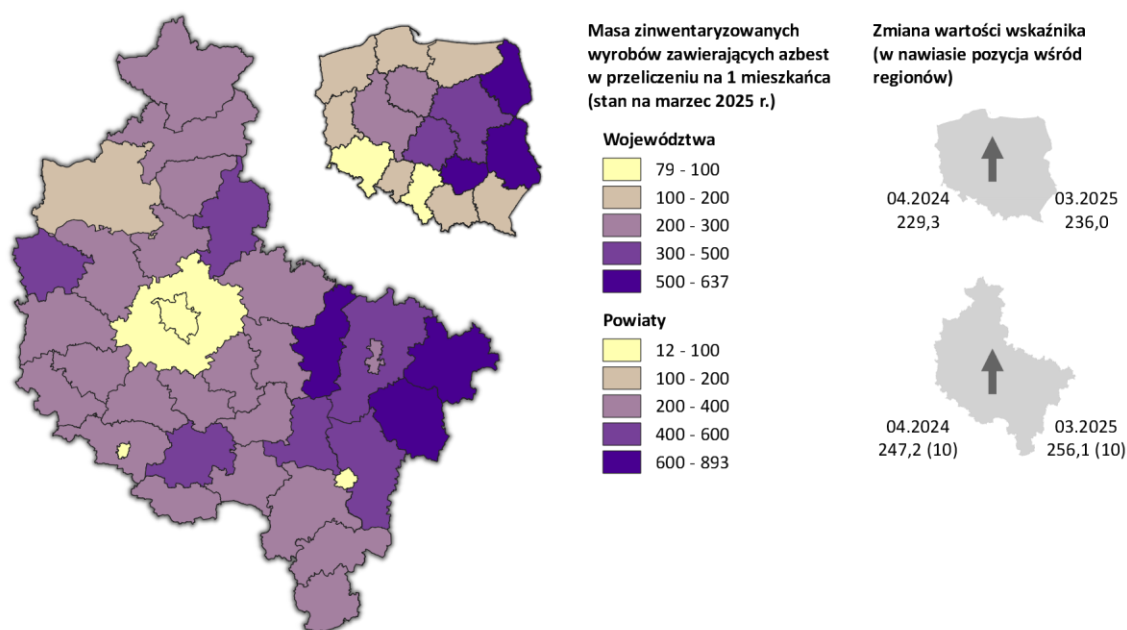 Masa zinwentaryzowanych
wyrobów zawierających azbest
w przeliczeniu na 1 mieszkańca
(stan na marzec 2025 r.)
Województwa
79 - 100
100 - 200
200 - 300
300 - 500
500 - 637
Powiaty
12 - 100
100 - 200
200 - 400
400 - 600
600 - 893
Zmiana wartości wskaźnika
(w nawiasie pozycja wśród
regionów)
04.2024
229,3
03.2025
236,0
04.2024
247,2 (10)
03.2025
256,1 (10)